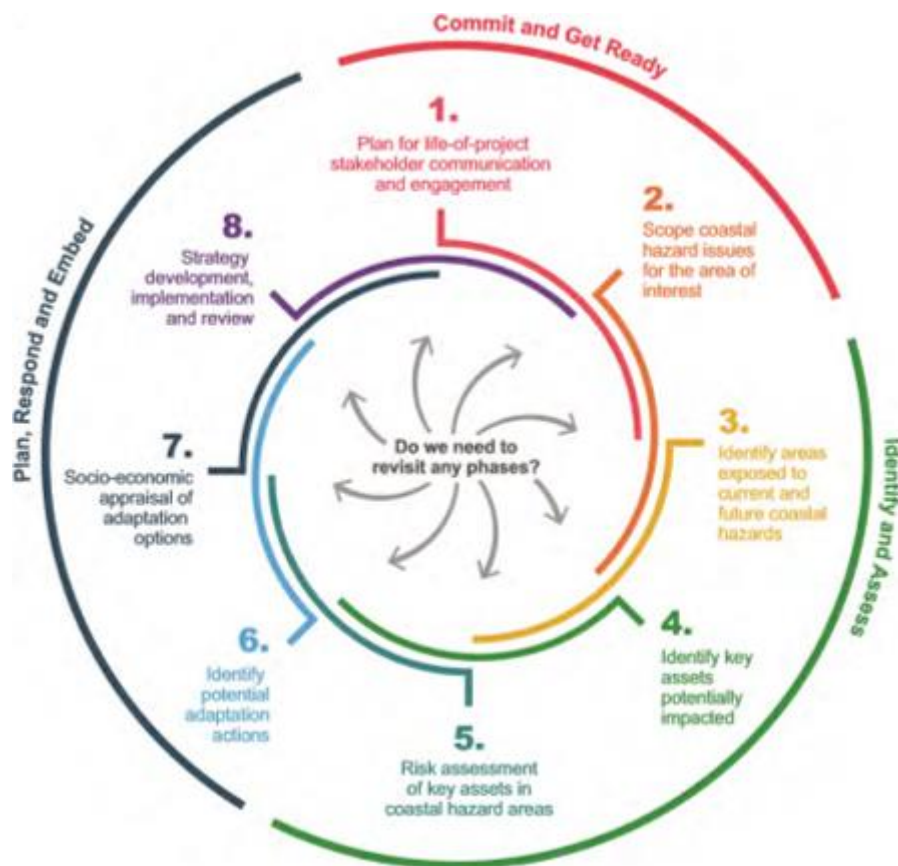 Commit and Get Ready
1.
Plan for life-of-project
stakeholder communication
and engagement
2.
Scope coastal
hazard issues
for the area of
interest
Identify and Assess
3.
Identify areas
exposed to
current and
future coastal
hazards
4.
Identify key
assets
potentially
impacted
5.
Risk assessment
of key assets in
coastal hazard areas
Plan, Respond and Embed
6.
Identify
potential
adaptation
actions
7.
Socio-economic
appraisal of
adaptation
options
8.
Strategy
development,
implementation
and review
Do we need to
revisit any phases?